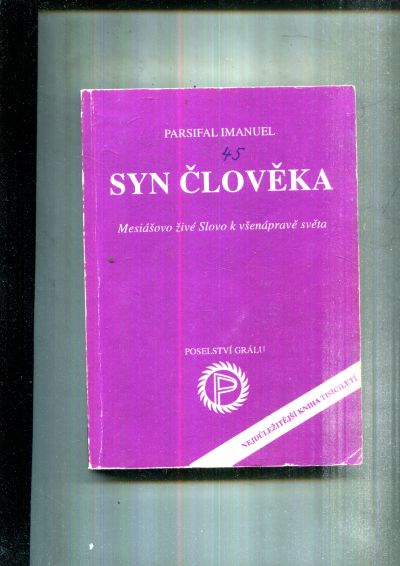 PARSIFAL IMANUEL
45
SYN ČLOVĚKA
Mesiášovo živé Slovo k všenápravě světa
POSELSTVÍ GRÁLU
P
NEJDŮLEŽITĚJŠÍ KNIHA TISÍCILETÍ